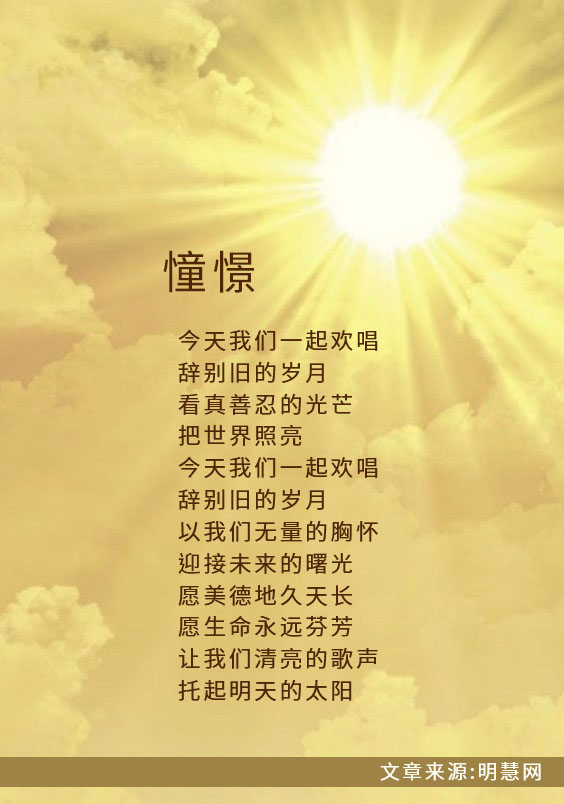 憧憬
今天我们一起欢唱
辞别旧的岁月
看真善忍的光芒
把世界照亮
今天我们一起欢唱
辞别旧的岁月
以我们无量的胸怀
迎接未来的曙光
愿美德地久天长
愿生命永远芬芳
让我们清亮的歌声
托起明天的太阳
文章来源:明慧网